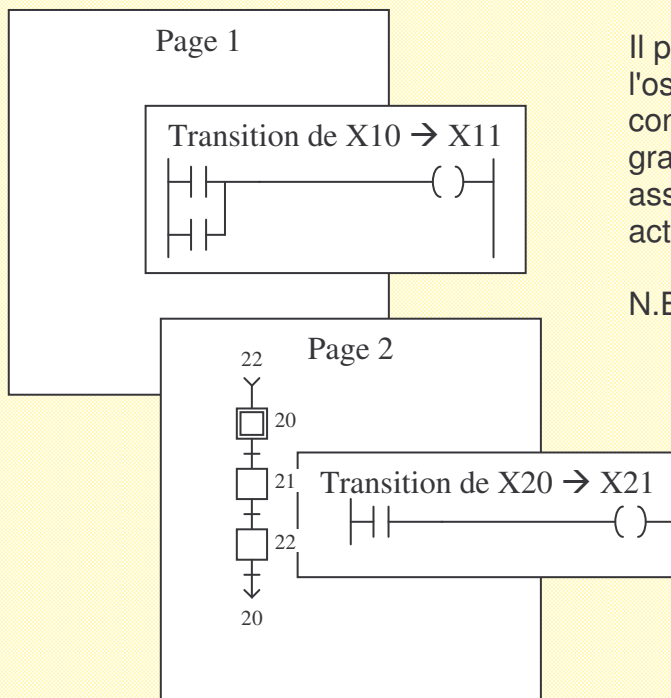 Page 1
Transition de X10 → X11
Il p
l'os
con
gra
ass
act
N.B
Page 2
22
20
21
22
20
Transition de X20 → X21